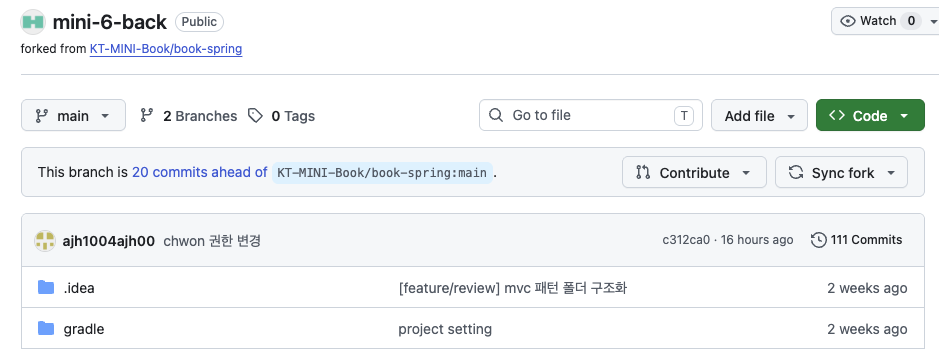 mini-6-back Public Watch 0
forked from KT-MINI-Book/book-spring
main 2 Branches 0 Tags Go to file T Add file Code
This branch is 20 commits ahead of KT-MINI-Book/book-spring:main. Contribute Sync fork
ajh1004ajh00 chwon 권한 변경 c312ca0 · 16 hours ago 111 Commits
.idea [feature/review] mvc 패턴 폴더 구조화 2 weeks ago
gradle project setting 2 weeks ago